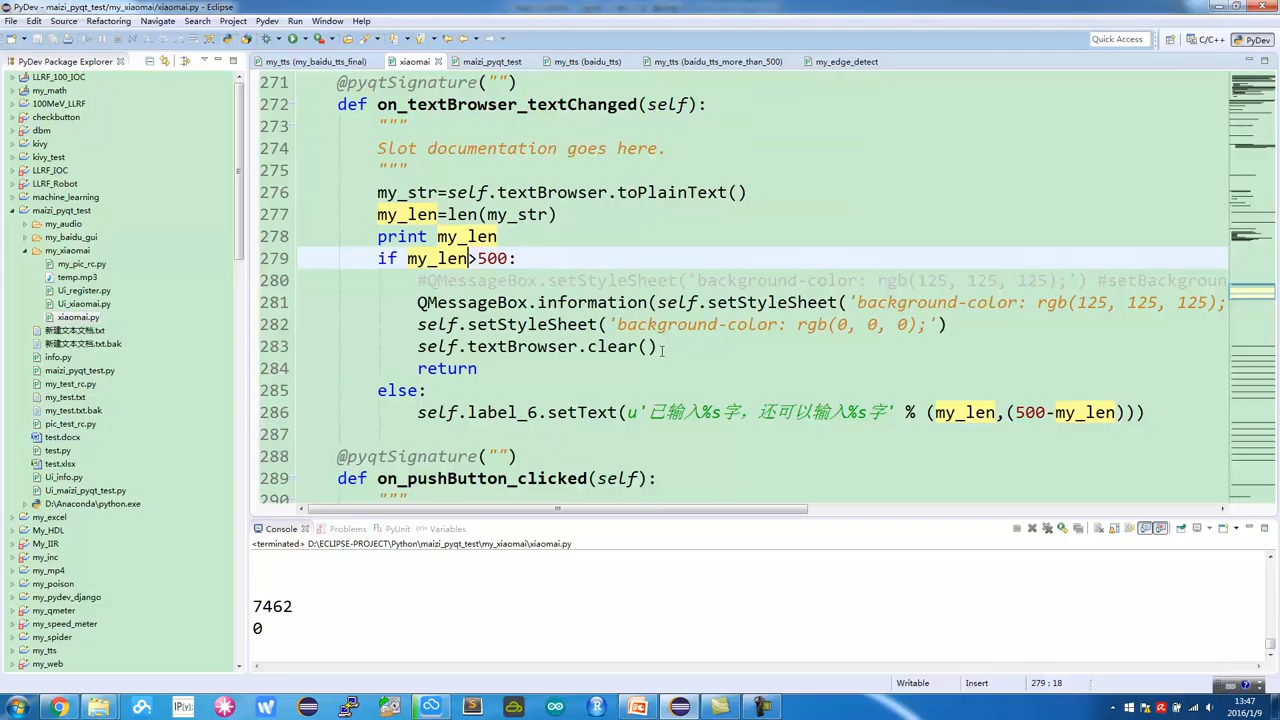 PyDev - maizi_pyqt_test/my_xiaomai/xiaomai.py - Eclipse
File Edit Source Refactoring Navigate Search Project Pydev Run Window Help
Quick Access C/C++ PyDev
PyDev Package Explorer
my_tts (my_baidu_tts_final) xiaomai maizi_pyqt_test my_tts (baidu_tts) my_tts (baidu_tts_more_than_500) my_edge_detect
LLRF_100_IOC
my_math
100MeV_LLRF
checkbutton
dbm
kivy
kivy_test
LLRF_IOC
LLRF_Robot
machine_learning
maizi_pyqt_test
my_audio
my_baidu_gui
my_xiaomai
my_pic_rc.py
temp.mp3
Ui_register.py
Ui_xiaomai.py
xiaomai.py
新建文本文档.txt
新建文本文档.txt.bak
info.py
maizi_pyqt_test.py
my_test_rc.py
my_test.txt
my_test.txt.bak
pic_test_rc.py
test.docx
test.py
test.xlsx
Ui_info.py
Ui_maizi_pyqt_test.py
D:\Anaconda\python.exe
my_excel
My_HDL
My_IIR
my_inc
my_mp4
my_poison
my_pydev_django
my_qmeter
my_speed_meter
my_spider
my_tts
my_web
271 @pyqtSignature("")
272 def on_textBrowser_textChanged(self):
273 """
274 Slot documentation goes here.
275 """
276 my_str=self.textBrowser.toPlainText()
277 my_len=len(my_str)
278 print my_len
279 if my_len>500:
280 #QMessageBox.setStyleSheet('background-color: rgb(125, 125, 125);') #setBackgroun
281 QMessageBox.information(self.setStyleSheet('background-color: rgb(125, 125, 125);
282 self.setStyleSheet('background-color: rgb(0, 0, 0);')
283 self.textBrowser.clear()
284 return
285 else:
286 self.label_6.setText(u'已输入%s字，还可以输入%s字' % (my_len,(500-my_len)))
287
288 @pyqtSignature("")
289 def on_pushButton_clicked(self):
290 """
Console Problems PyUnit Variables
<terminated> D:\ECLIPSE-PROJECT\Python\maizi_pyqt_test\my_xiaomai\xiaomai.py
7462
0
Writable Insert 279 : 18
13:47
2016/1/9